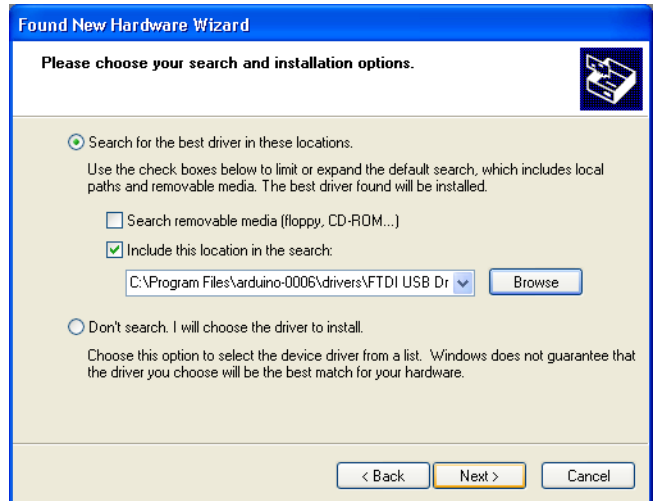 Found New Hardware Wizard
Please choose your search and installation options.
Search for the best driver in these locations.
Use the check boxes below to limit or expand the default search, which includes local
paths and removable media. The best driver found will be installed.
Search removable media (floppy, CD-ROM...)
Include this location in the search:
C:\Program Files\arduino-0006\drivers\FTDI USB Dr
Browse
Don't search. I will choose the driver to install.
Choose this option to select the device driver from a list. Windows does not guarantee that
the driver you choose will be the best match for your hardware.
< Back
Next >
Cancel